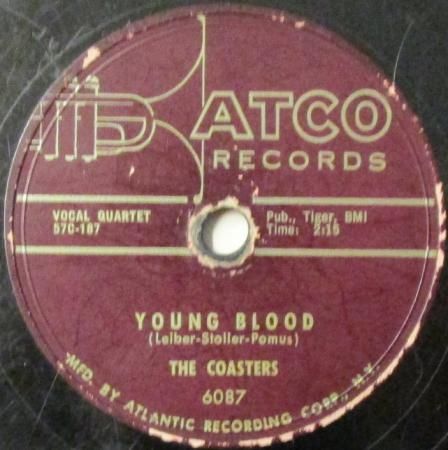 ATCO
RECORDS
VOCAL QUARTET
57C-187
Pub., Tiger, BMI
Time: 2:15
YOUNG BLOOD
(Leiber-Stoller-Pomus)
THE COASTERS
6087
MFD. BY ATLANTIC RECORDING CORP., N.Y.